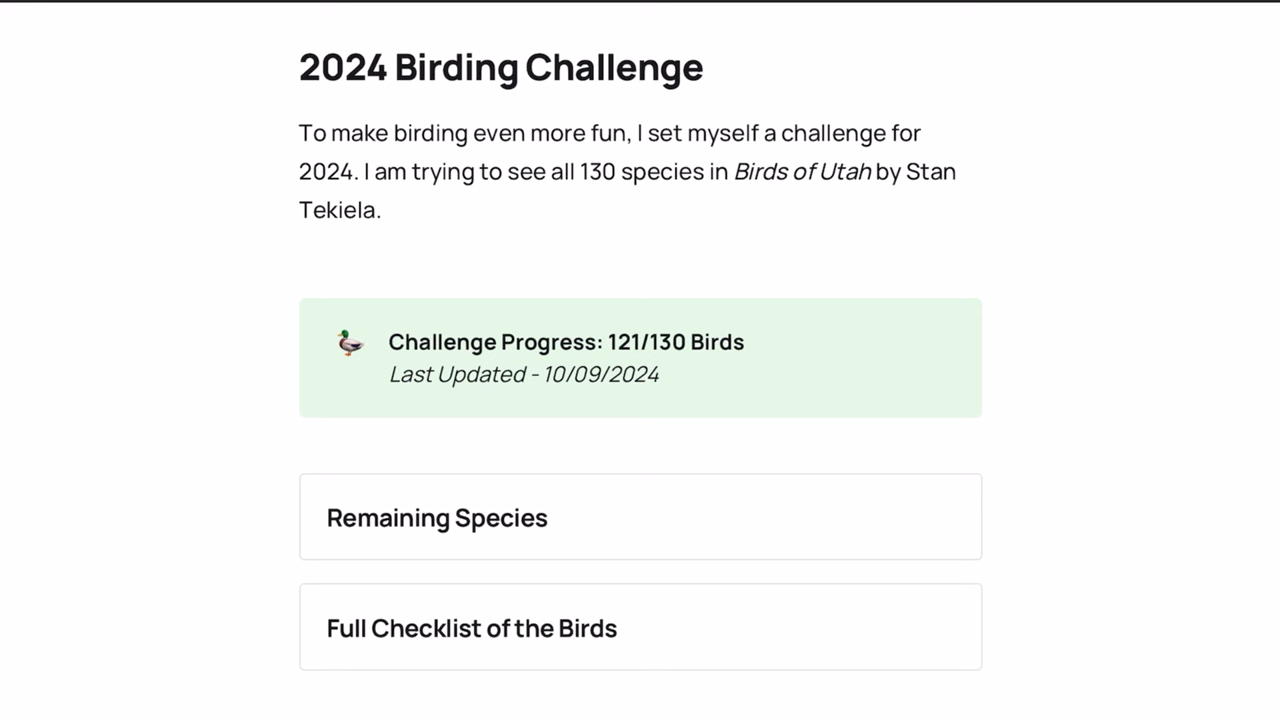 2024 Birding Challenge
To make birding even more fun, I set myself a challenge for
2024. I am trying to see all 130 species in Birds of Utah by Stan
Tekiela.
Challenge Progress: 121/130 Birds
Last Updated - 10/09/2024
Remaining Species
Full Checklist of the Birds